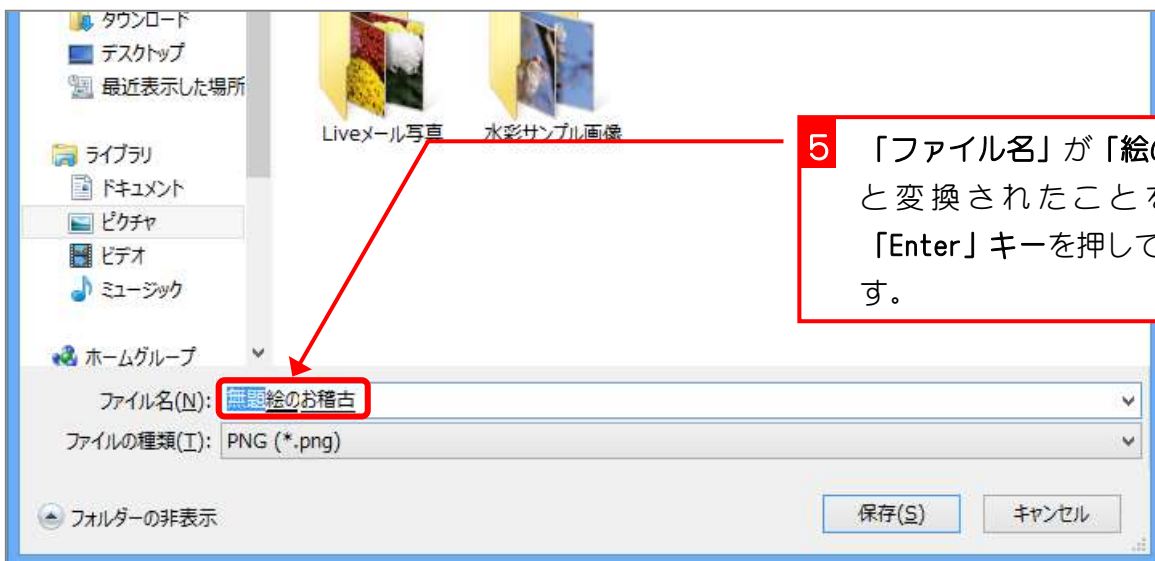 ダウンロード
デスクトップ
最近表示した場所
ライブラリ
ドキュメント
ピクチャ
ビデオ
ミュージック
ホームグループ
Liveメール写真
水彩サンプル画像
5
「ファイル名」が「絵の
と変換されたことを
「Enter」キーを押して
す。
ファイル名(N): 無題絵のお稽古
ファイルの種類(T): PNG (*.png)
フォルダーの非表示
保存(S)
キャンセル